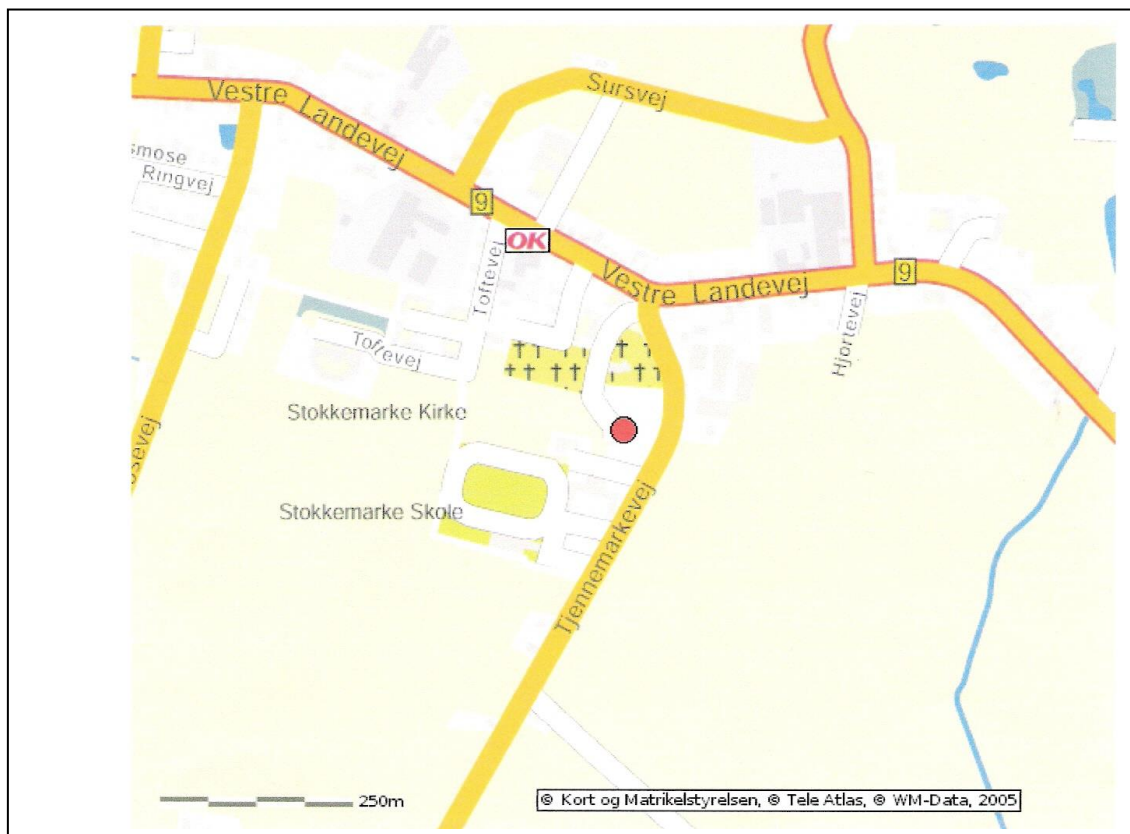 Sursvej
Vestre Landevej
smose
Ringvej
9
OK
Toftevej
Vestre Landevej
9
Hjortevej
Toftevej
Stokkemarke Kirke
Stokkemarke Skole
sevej
Tjennemarkevej
250m
© Kort og Matrikelstyrelsen, © Tele Atlas, © WM-Data, 2005